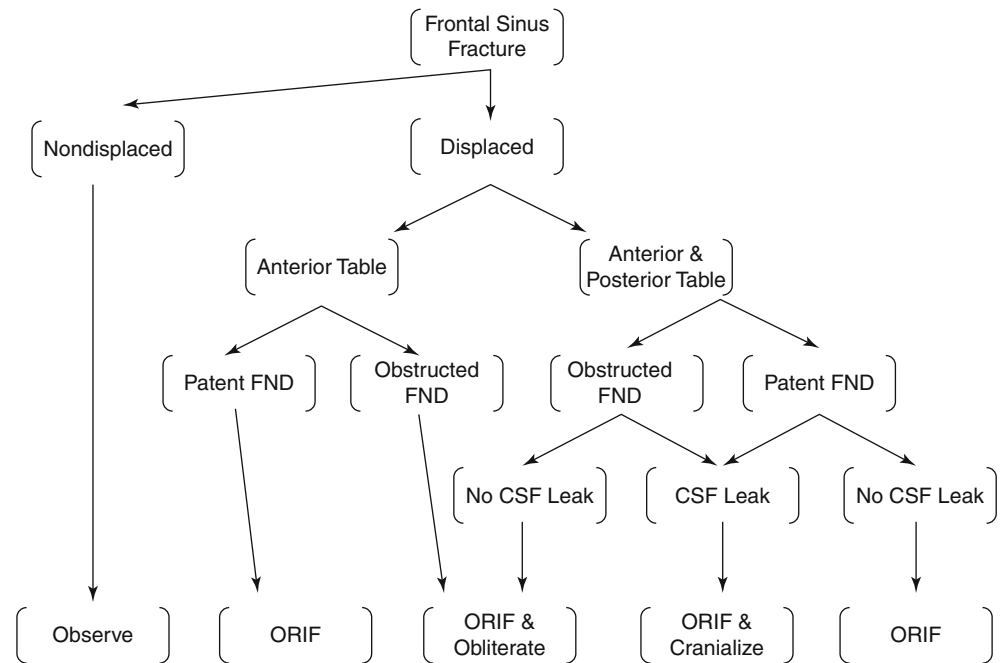 Frontal Sinus
Fracture
Nondisplaced
Displaced
Anterior Table
Anterior &
Posterior Table
Patent FND
Obstructed
FND
Obstructed
FND
Patent FND
No CSF Leak
CSF Leak
No CSF Leak
Observe
ORIF
ORIF &
Obliterate
ORIF &
Cranialize
ORIF